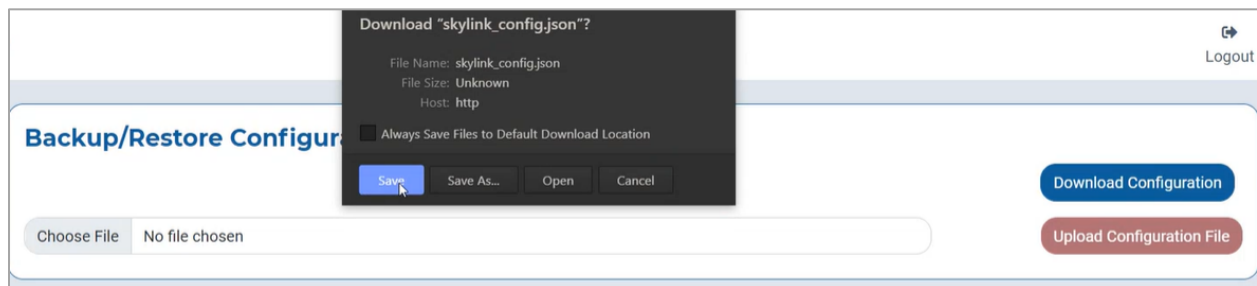 Download "skylink_config.json"?
File Name: skylink_config.json
File Size: Unknown
Host: http
Always Save Files to Default Download Location
Save
Save As...
Open
Cancel
Logout
Backup/Restore Configur
Download Configuration
Choose File
No file chosen
Upload Configuration File